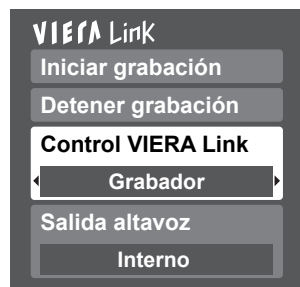 VIERA Link
Iniciar grabación
Detener grabación
Control VIERA Link
Grabador
Salida altavoz
Interno